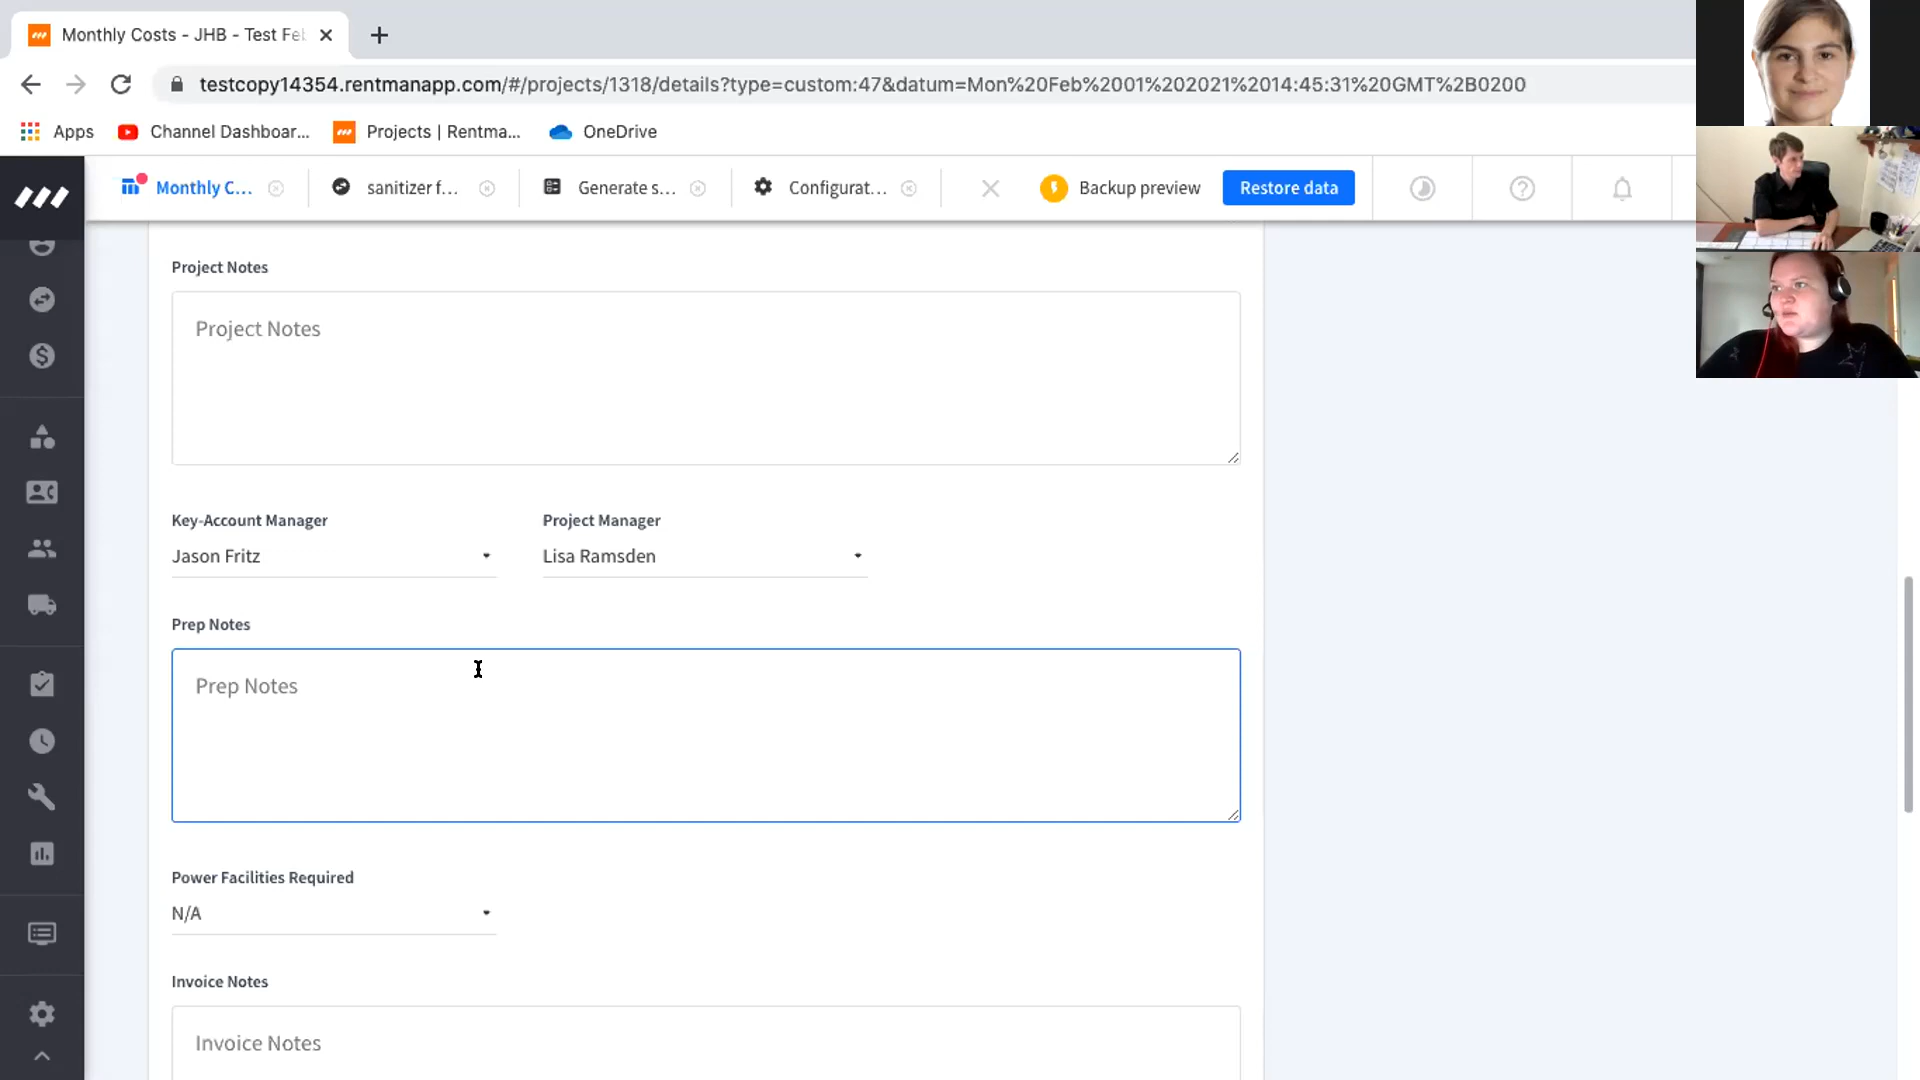 Monthly Costs - JHB - Test Feb
testcopy14354.rentmanapp.com/#/projects/1318/details?type=custom:47&datum=Mon%20Feb%2001%202021%2014:45:31%20GMT%2B0200
Apps
Channel Dashboar...
Projects | Rentma...
OneDrive
Monthly C...
sanitizer f...
Generate s...
Configurat...
Backup preview
Restore data
Project Notes
Project Notes
Key-Account Manager
Project Manager
Jason Fritz
Lisa Ramsden
Prep Notes
Prep Notes
Power Facilities Required
N/A
Invoice Notes
Invoice Notes